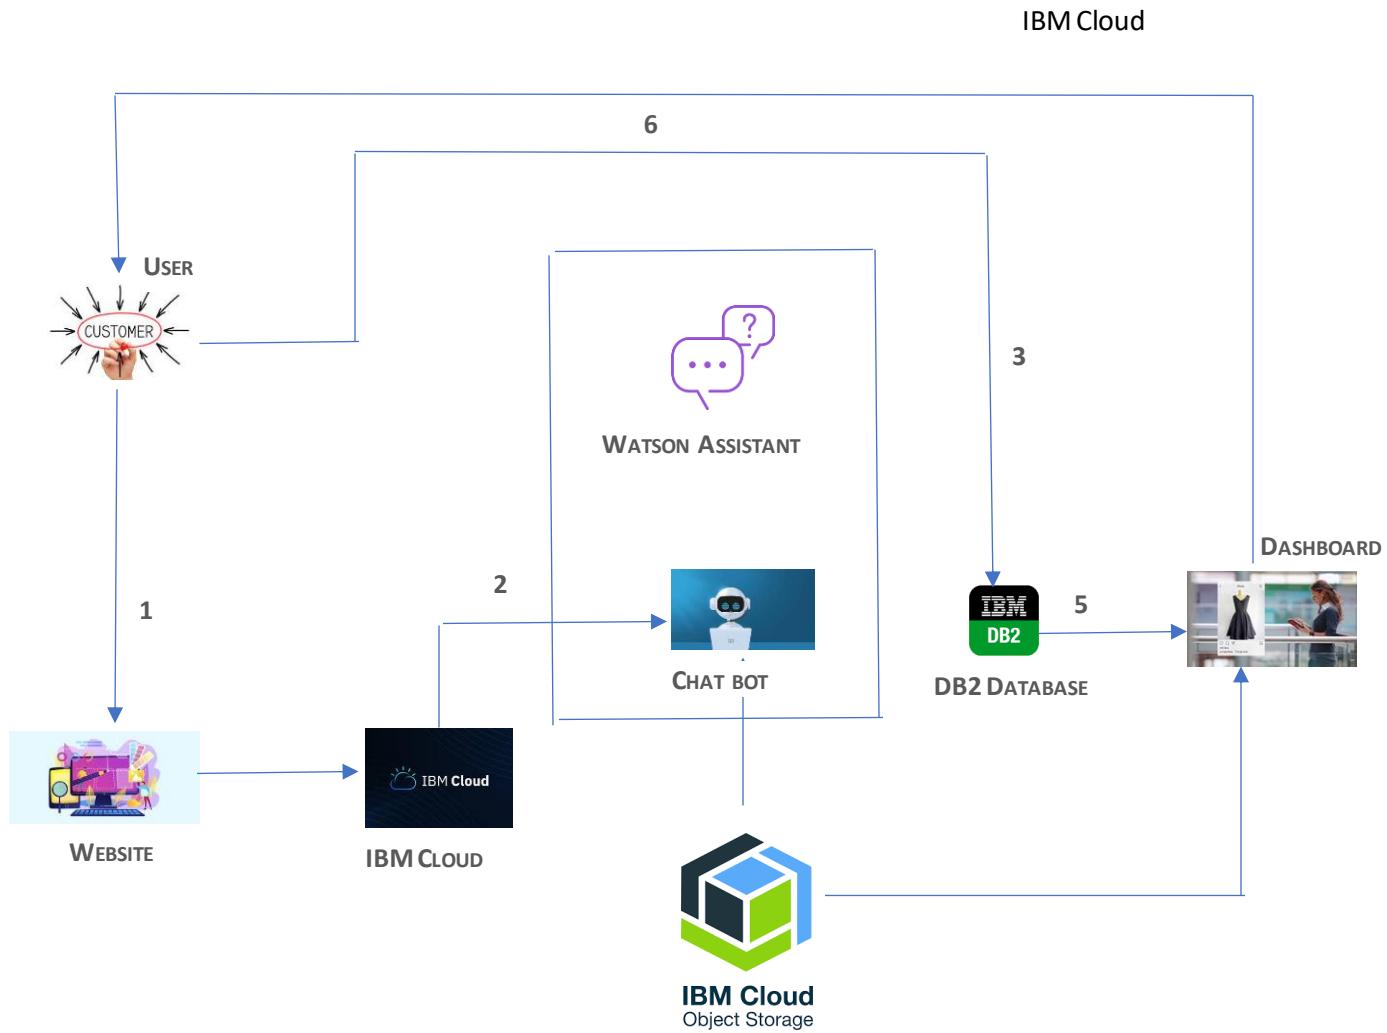 IBM Cloud
6
USER
CUSTOMER
?
3
WATSON ASSISTANT
DASHBOARD
2
1
IBM
DB2
5
CHAT BOT
DB2 DATABASE
IBM Cloud
WEBSITE
IBM CLOUD
IBM Cloud
Object Storage